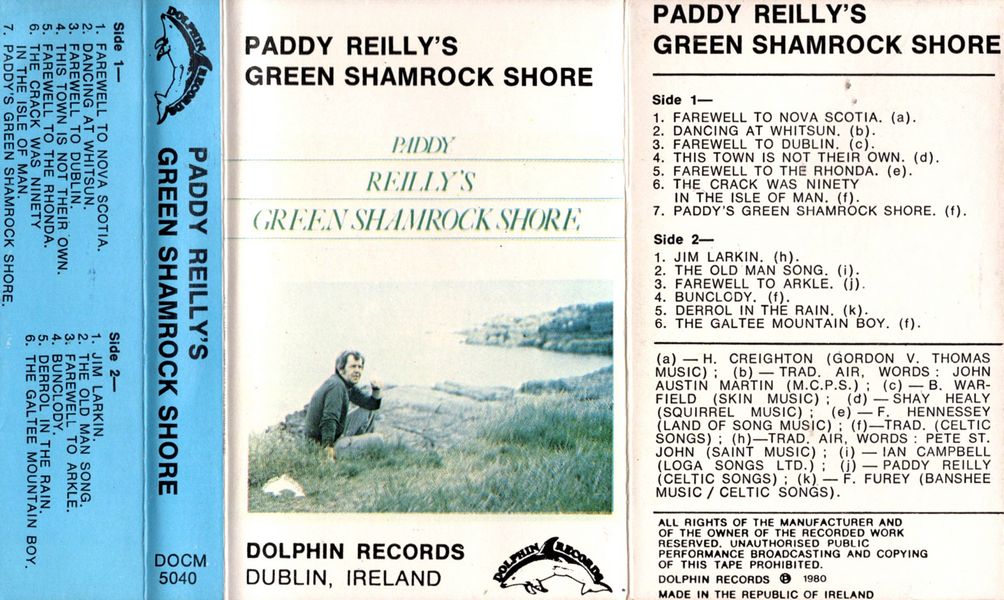 Side 1—
1. FAREWELL TO NOVA SCOTIA.
2. DANCING AT WHITSUN.
3. FAREWELL TO DUBLIN.
4. THIS TOWN IS NOT THEIR OWN.
5. FAREWELL TO THE RHONDA.
6. THE CRACK WAS NINETY
IN THE ISLE OF MAN.
7. PADDY'S GREEN SHAMROCK SHORE.
Side 2—
1. JIM LARKIN.
2. THE OLD MAN SONG.
3. FAREWELL TO ARKLE.
4. BUNCLODY.
5. DERROL IN THE RAIN.
6. THE GALTEE MOUNTAIN BOY.
DOLPHIN RECORDS
PADDY REILLY'S
GREEN SHAMROCK SHORE
DOCM
5040
PADDY REILLY'S
GREEN SHAMROCK SHORE
PADDY
REILLY'S
GREEN SHAMROCK SHORE
DOLPHIN RECORDS
DUBLIN, IRELAND
DOLPHIN RECORDS
PADDY REILLY'S
GREEN SHAMROCK SHORE
Side 1—
1. FAREWELL TO NOVA SCOTIA. (a).
2. DANCING AT WHITSUN. (b).
3. FAREWELL TO DUBLIN. (c).
4. THIS TOWN IS NOT THEIR OWN. (d).
5. FAREWELL TO THE RHONDA. (e).
6. THE CRACK WAS NINETY
IN THE ISLE OF MAN. (f).
7. PADDY'S GREEN SHAMROCK SHORE. (f).
Side 2—
1. JIM LARKIN. (h).
2. THE OLD MAN SONG. (i).
3. FAREWELL TO ARKLE. (j).
4. BUNCLCDY. (f).
5. DERROL IN THE RAIN. (k).
6. THE GALTEE MOUNTAIN BOY. (f).
(a) — H. CREIGHTON (GORDON V. THOMAS
MUSIC) ; (b) — TRAD. AIR, WORDS : JOHN
AUSTIN MARTIN (M.C.P.S.) ; (c) — B. WAR-
FIELD (SKIN MUSIC) ; (d) — SHAY HEALY
(SQUIRREL MUSIC) ; (e) — F. HENNESSEY
(LAND OF SONG MUSIC) ; (f)—TRAD. (CELTIC
SONGS) ; (h)—TRAD. AIR, WORDS : PETE ST.
JOHN (SAINT MUSIC) ; (i) — IAN CAMPBELL
(LOGA SONGS LTD.) ; (j) — PADDY REILLY
(CELTIC SONGS) ; (k) — F. FUREY (BANSHEE
MUSIC / CELTIC SONGS).
ALL RIGHTS OF THE MANUFACTURER AND
OF THE OWNER OF THE RECORDED WORK
RESERVED. UNAUTHORISED PUBLIC
PERFORMANCE BROADCASTING AND COPYING
OF THIS TAPE PROHIBITED.
DOLPHIN RECORDS ℗ 1980
MADE IN THE REPUBLIC OF IRELAND